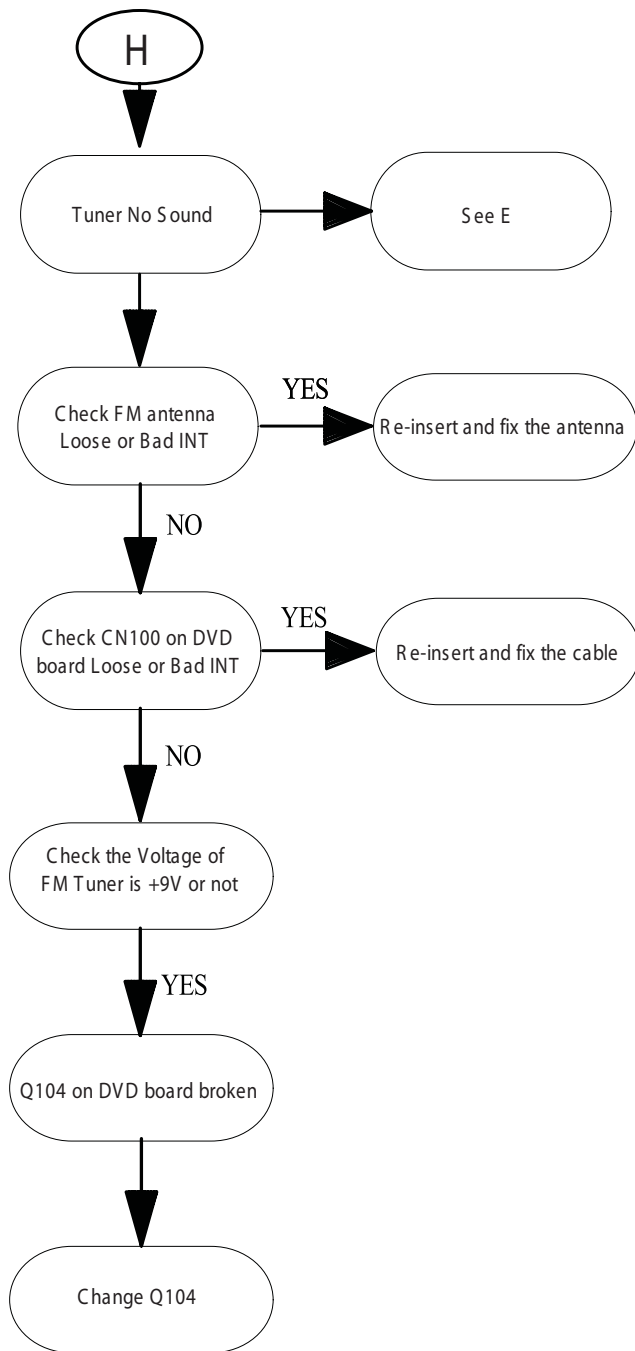 H
Tuner No Sound
See E
Check FM antenna
Loose or Bad INT
YES
Re-insert and fix the antenna
NO
Check CN100 on DVD
board Loose or Bad INT
YES
Re-insert and fix the cable
NO
Check the Voltage of
FM Tuner is +9V or not
YES
Q104 on DVD board broken
Change Q104